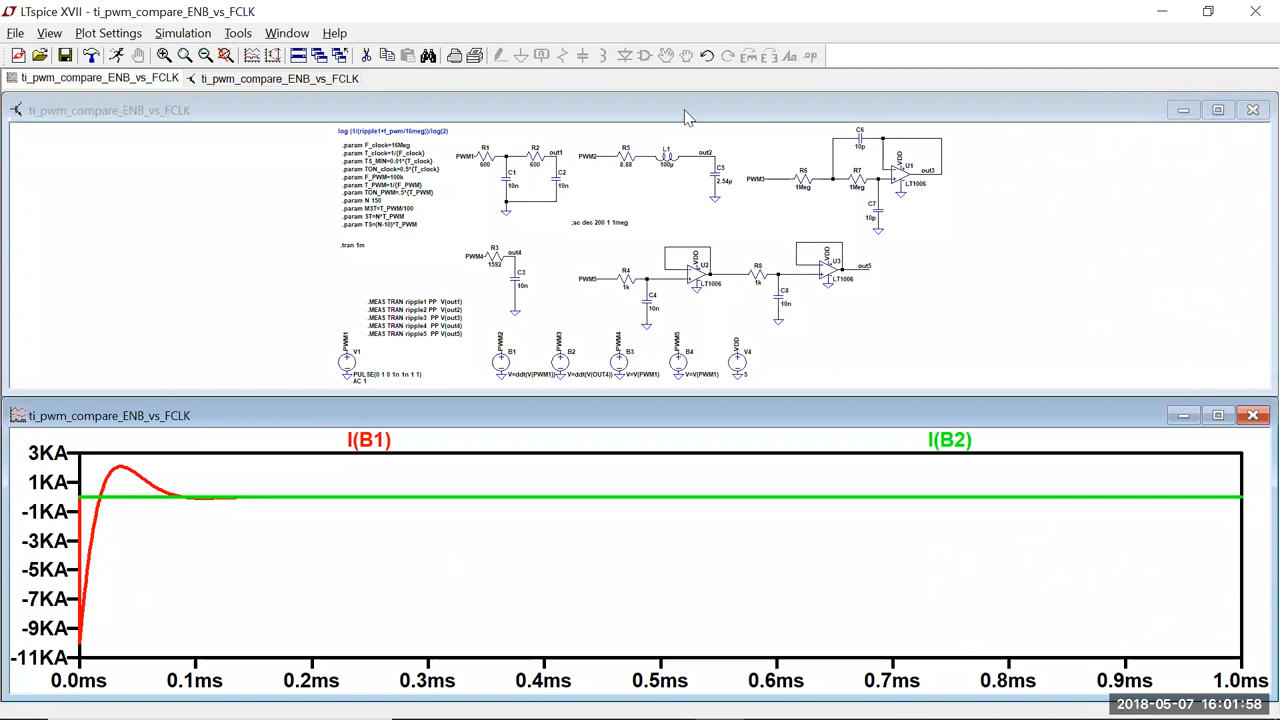 LTspice XVII - ti_pwm_compare_ENB_vs_FCLK
File View Plot Settings Simulation Tools Window Help
ti_pwm_compare_ENB_vs_FCLK ti_pwm_compare_ENB_vs_FCLK
ti_pwm_compare_ENB_vs_FCLK
log (1/(ripple1+f_pwm/16meg))/log(2)
.param F_clock=16Meg
.param T_clock=1/{F_clock}
.param TS_MIN=0.01*{T_clock}
.param TON_clock=0.5*{T_clock}
.param F_PWM=100k
.param T_PWM=1/{F_PWM}
.param TON_PWM=.5*{T_PWM}
.param N 150
.param MST=T_PWM/100
.param ST=N*T_PWM
.param TS=(N-10)*T_PWM
.tran 1m
PWM1 R1 600 R2 600 out1
C1 10n C2 10n
PWM2 R5 8.88 L1 100µ out2
C5 2.54µ
PWM3 R6 1Meg R7 1Meg C6 10p VDD U1 out3
LT1006
C7 10p
;ac dec 200 1 1meg
PWM4 R3 1592 out4
C3 10n
PWM5 R4 1k VDD U2 R8 1k VDD U3 out5
LT1006 LT1006
C4 10n C8 10n
.MEAS TRAN ripple1 PP V(out1)
.MEAS TRAN ripple2 PP V(out2)
.MEAS TRAN ripple3 PP V(out3)
.MEAS TRAN ripple4 PP V(out4)
.MEAS TRAN ripple5 PP V(out5)
PWM1 PWM2 PWM3 PWM4 PWM5 VDD
V1 B1 B2 B3 B4 V4
PULSE(0 1 0 1n 1n 1 1) V=ddt(V(PWM1)) V=ddt(V(OUT4)) V=V(PWM1) V=V(PWM1) 5
AC 1
ti_pwm_compare_ENB_vs_FCLK
I(B1) I(B2)
3KA
1KA
-1KA
-3KA
-5KA
-7KA
-9KA
-11KA
0.0ms 0.1ms 0.2ms 0.3ms 0.4ms 0.5ms 0.6ms 0.7ms 0.8ms 0.9ms 1.0ms
2018-05-07 16:01:58